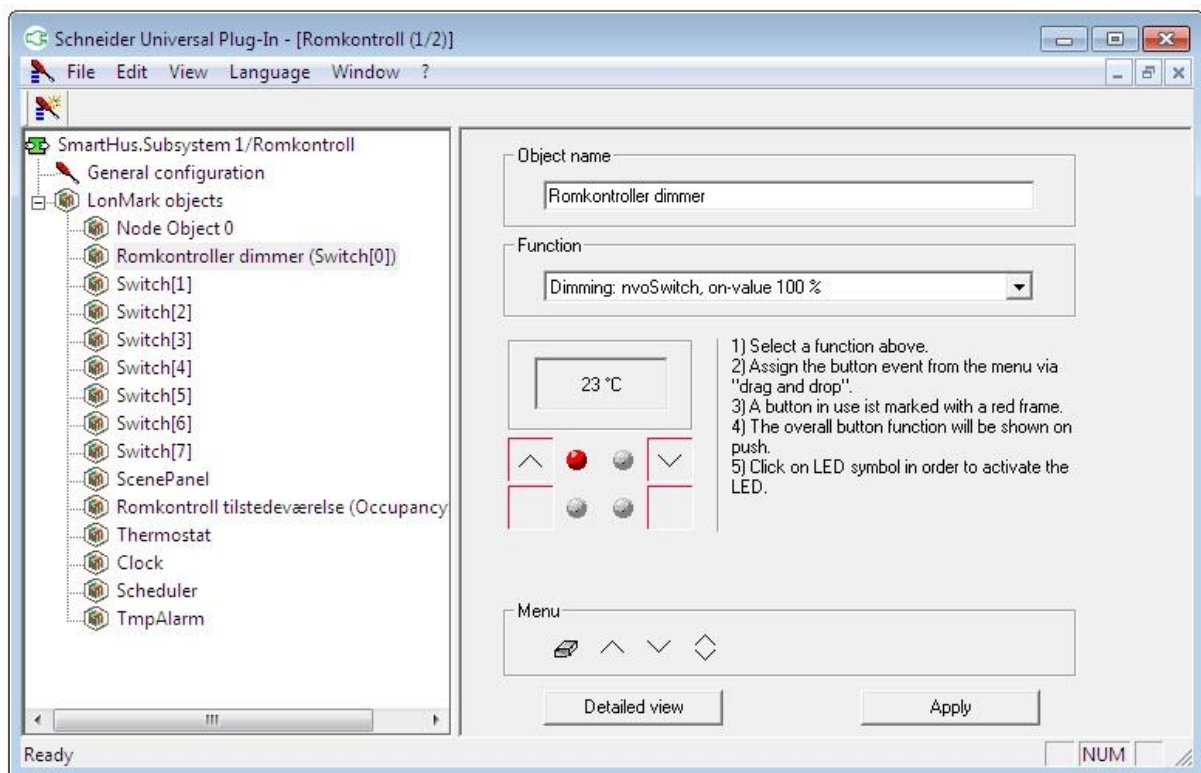 Schneider Universal Plug-In - [Romkontroll (1/2)]
File Edit View Language Window ?
SmartHus.Subsystem 1/Romkontroll
General configuration
LonMark objects
Node Object 0
Romkontroller dimmer (Switch[0])
Switch[1]
Switch[2]
Switch[3]
Switch[4]
Switch[5]
Switch[6]
Switch[7]
ScenePanel
Romkontroll tilstedeværelse (Occupancy
Thermostat
Clock
Scheduler
TmpAlarm
Object name
Romkontroller dimmer
Function
Dimming: nvoSwitch, on-value 100 %
23 °C
1) Select a function above.
2) Assign the button event from the menu via
"drag and drop".
3) A button in use ist marked with a red frame.
4) The overall button function will be shown on
push.
5) Click on LED symbol in order to activate the
LED.
Menu
Detailed view
Apply
Ready
NUM